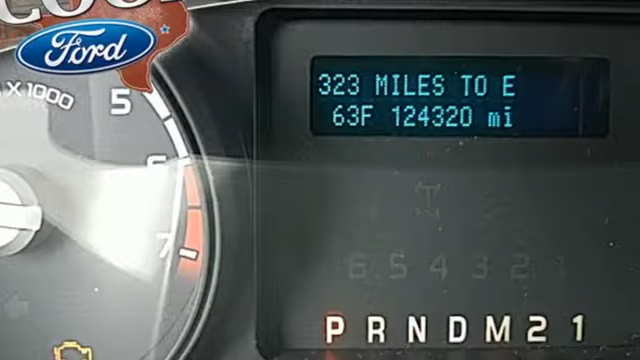 Ford
X1000
5
6
7
323 MILES TO E
63F 124320 mi
6 5 4 3 2 1
P R N D M 2 1